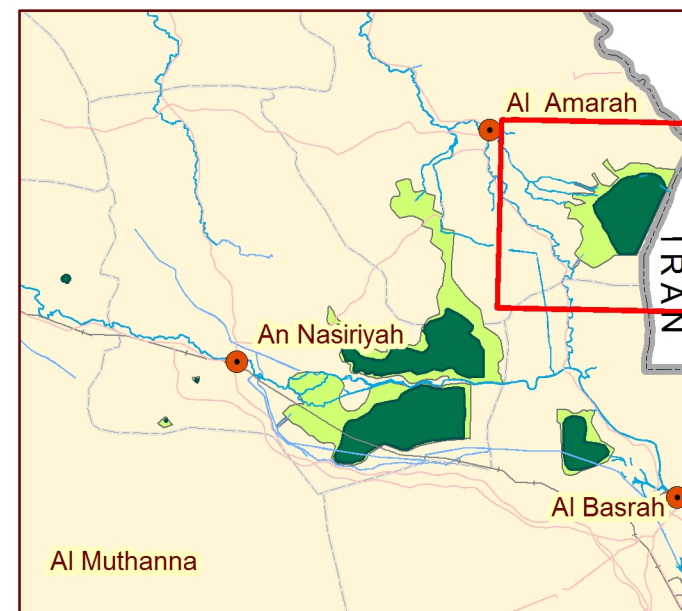 Al Amarah
IRAN
An Nasiriyah
Al Basrah
Al Muthanna